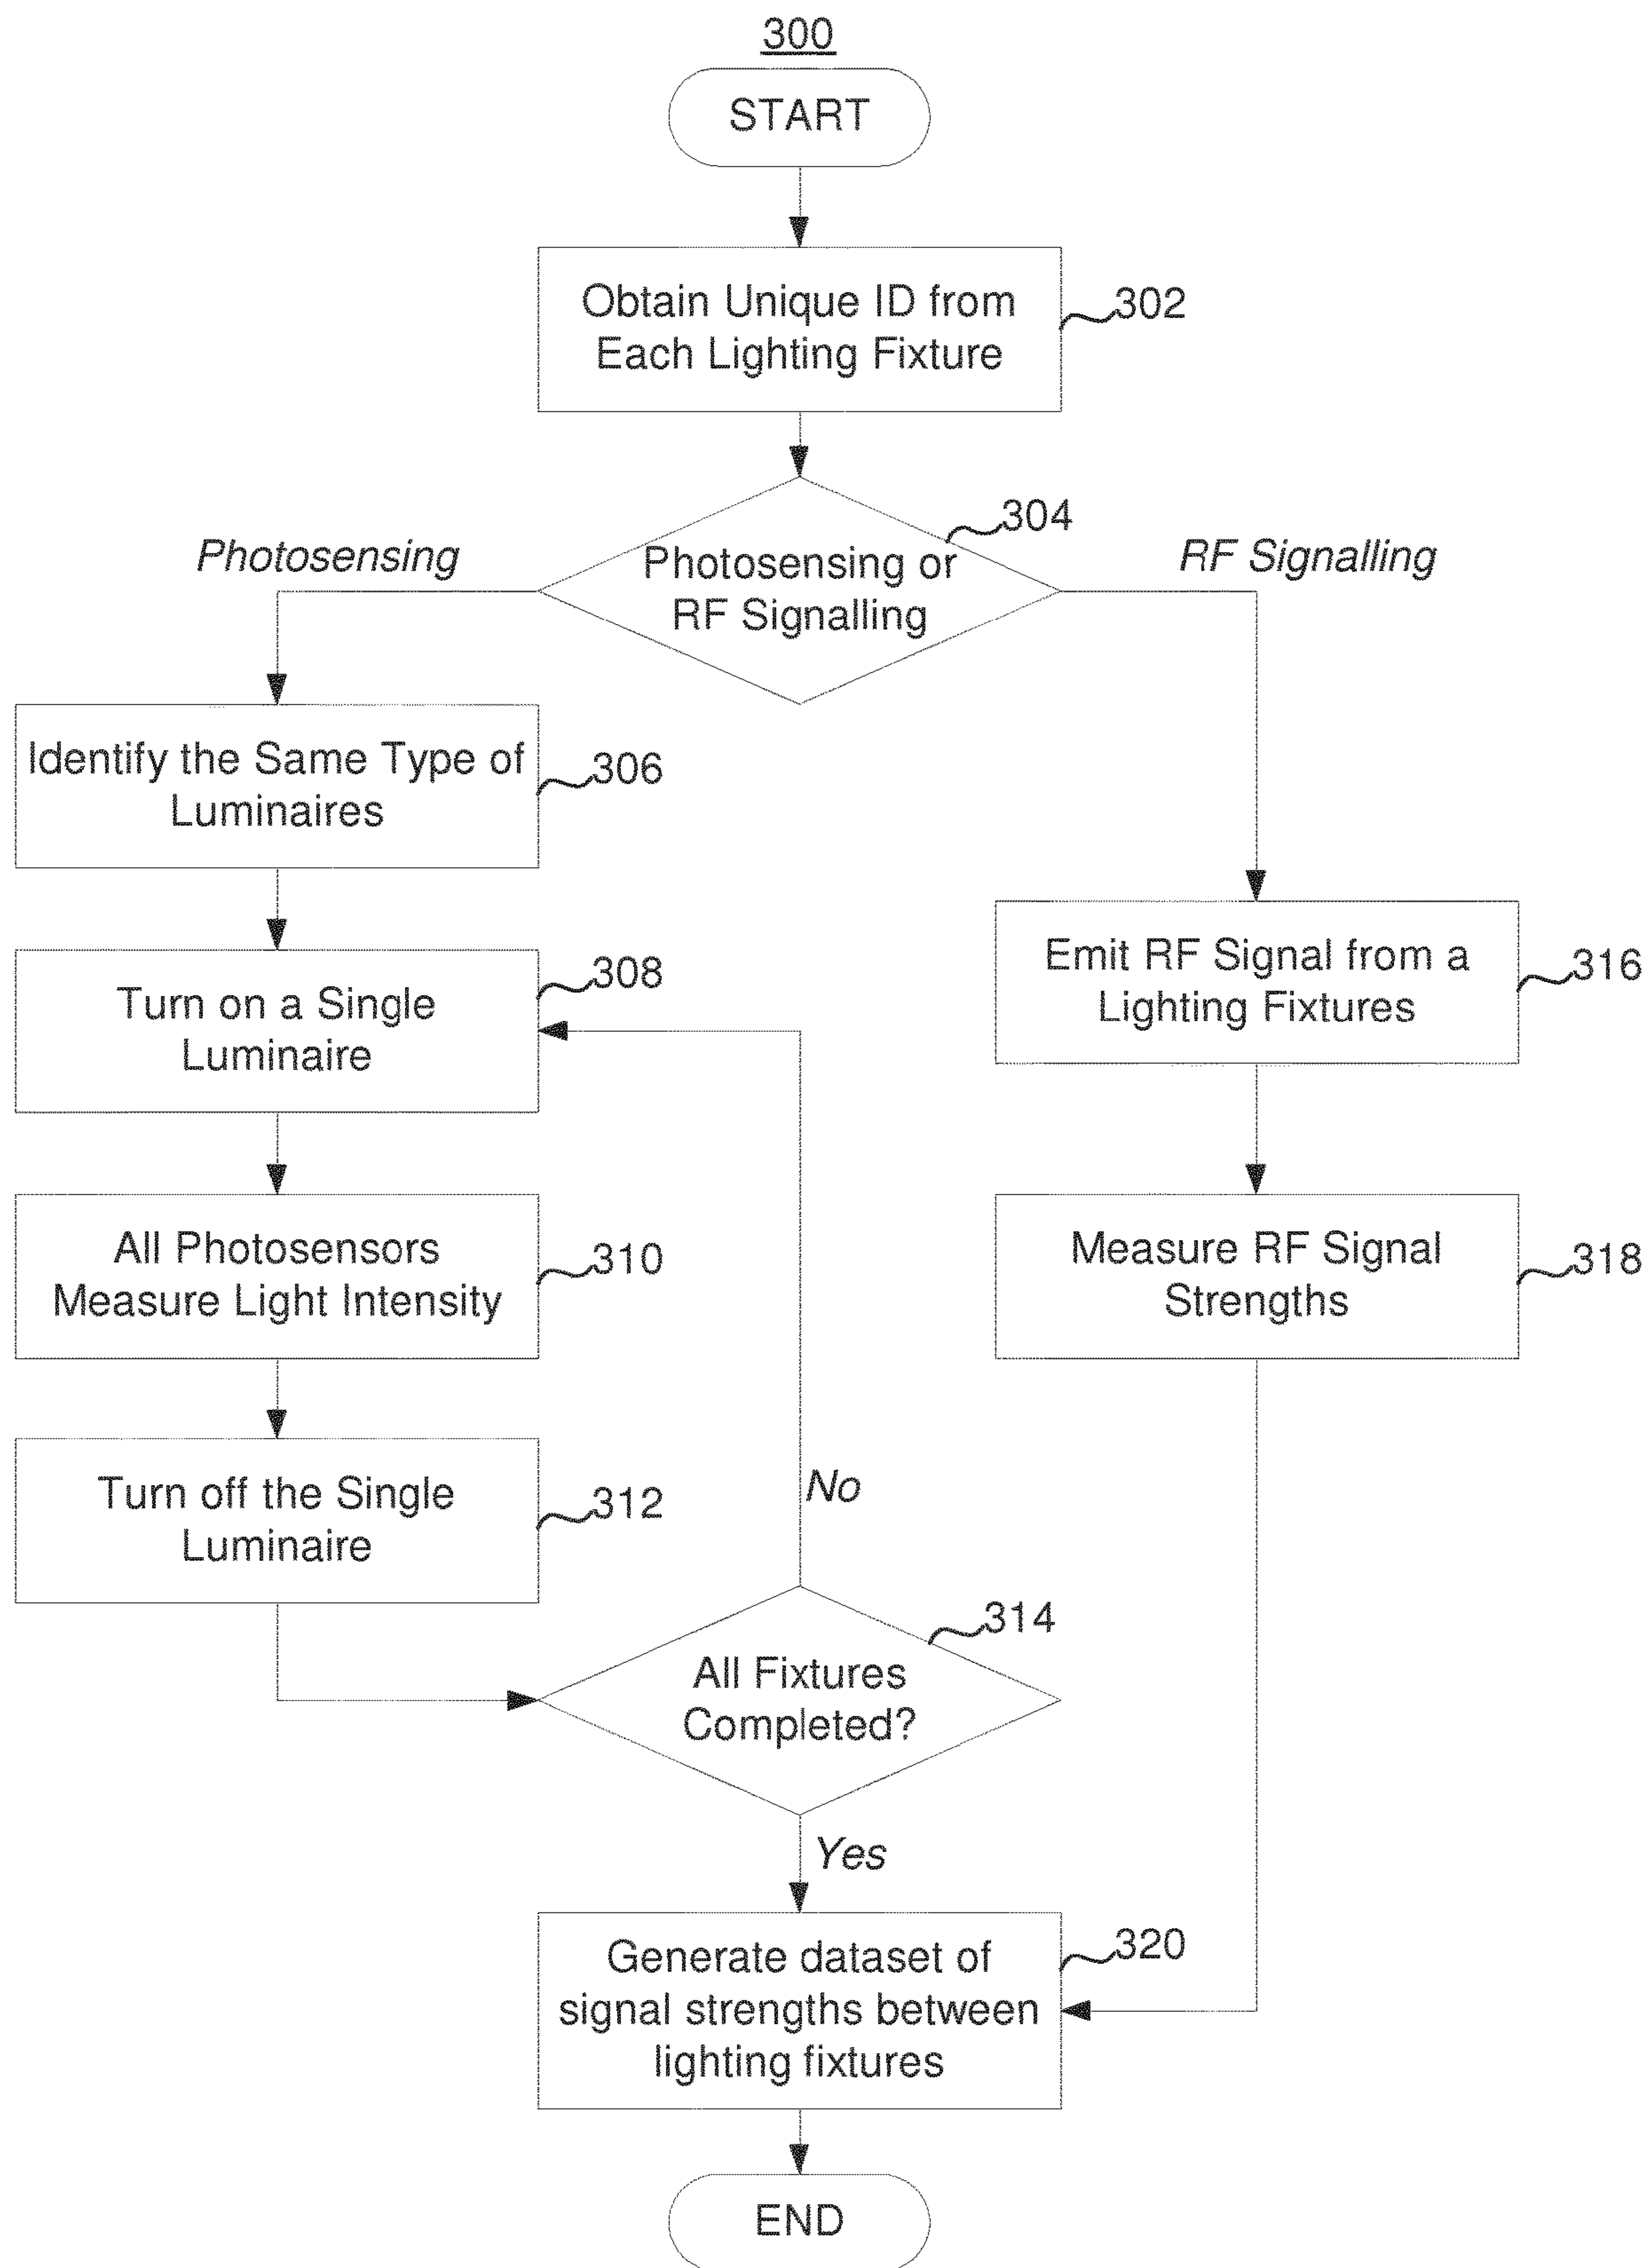 300
START
Obtain Unique ID from
Each Lighting Fixture
302
304
Photosensing
Photosensing or
RF Signalling
RF Signalling
Identify the Same Type of
Luminaires
306
Turn on a Single
Luminaire
308
All Photosensors
Measure Light Intensity
310
Turn off the Single
Luminaire
312
Emit RF Signal from a
Lighting Fixtures
316
Measure RF Signal
Strengths
318
No
314
All Fixtures
Completed?
Yes
Generate dataset of
signal strengths between
lighting fixtures
320
END